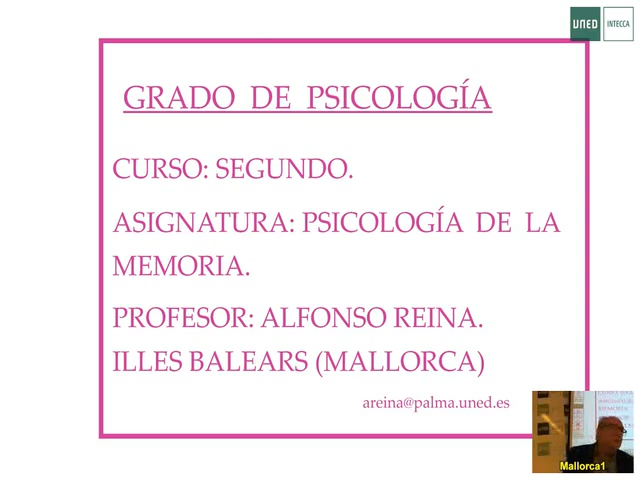 UNED
INTECCA
GRADO DE PSICOLOGÍA
CURSO: SEGUNDO.
ASIGNATURA: PSICOLOGÍA DE LA
MEMORIA.
PROFESOR: ALFONSO REINA.
ILLES BALEARS (MALLORCA)
areina@palma.uned.es
Mallorca1